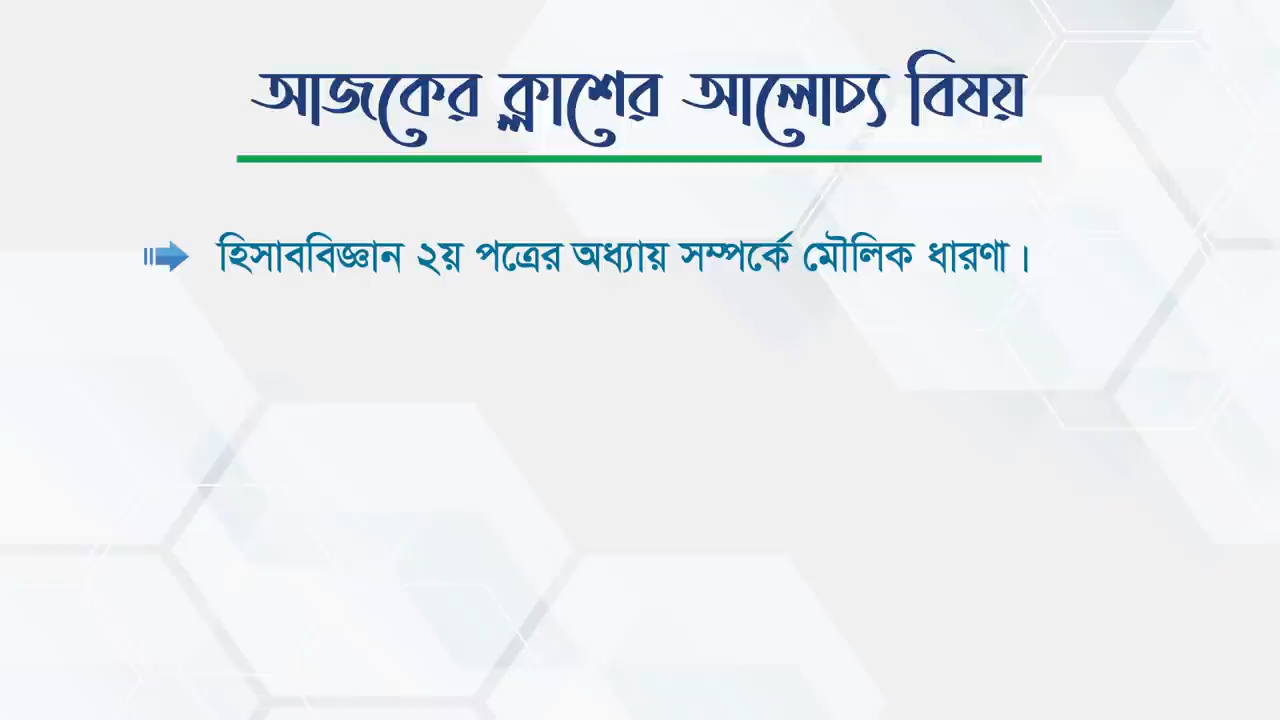 আজকের ক্লাশের আলোচ্য বিষয়
হিসাববিজ্ঞান ২য় পত্রের অধ্যায় সম্পর্কে মৌলিক ধারণা।